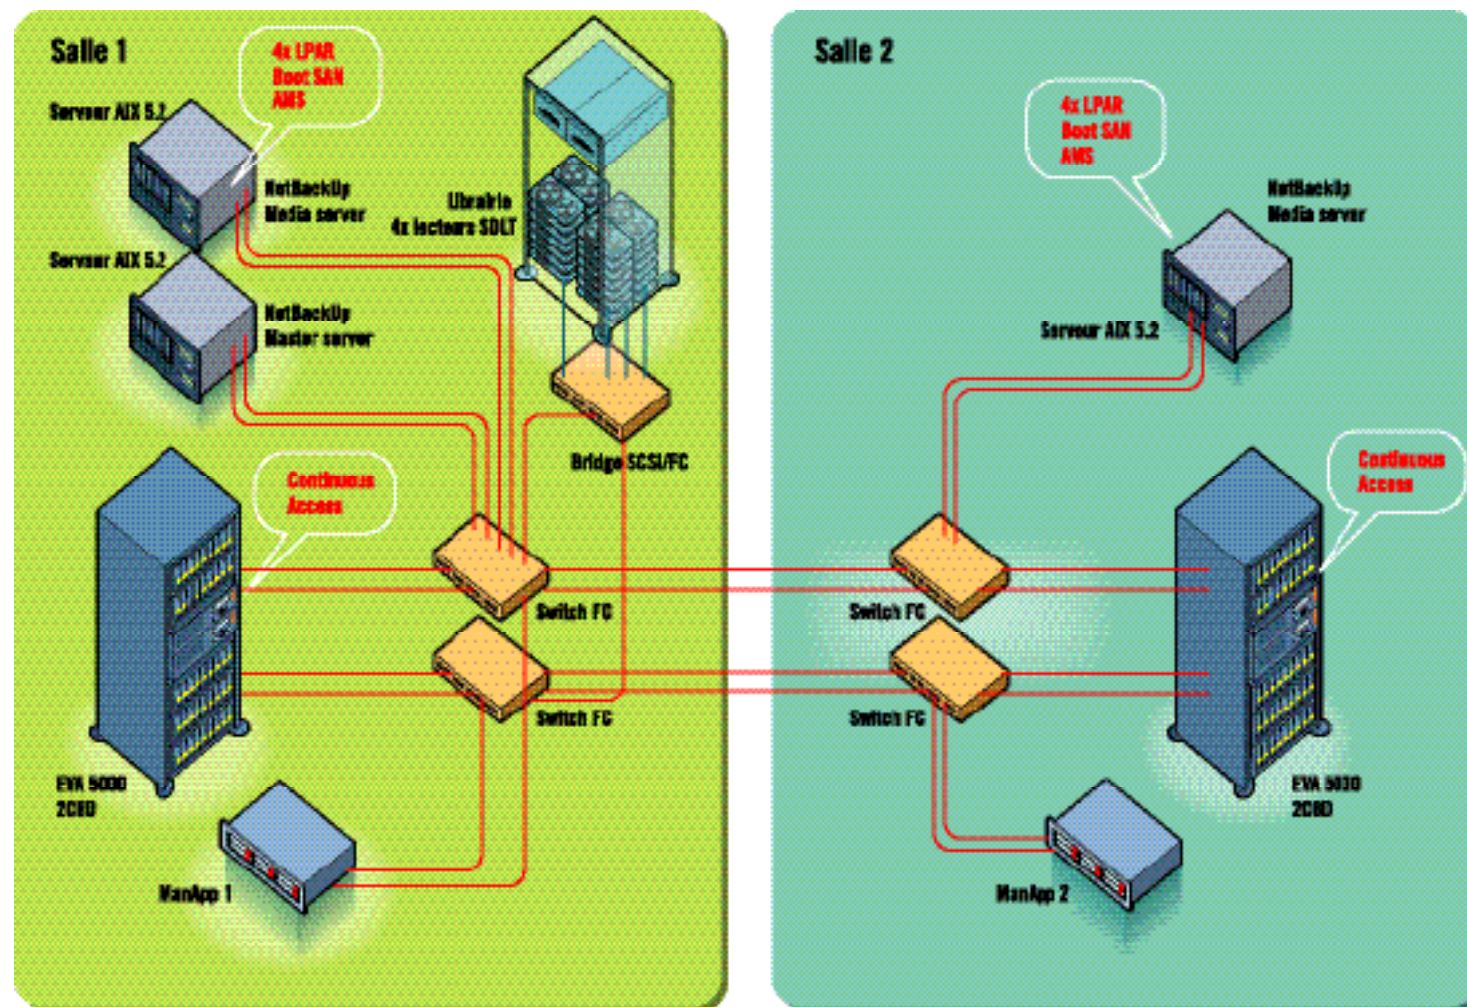 Salle 1
4x LPAR
Boot SAN
AMS
Serveur AIX 5.2
NetBackUp
Media server
Serveur AIX 5.2
NetBackUp
Master server
Librairie
4x lecteurs SDLT
Bridge SCSI/FC
Continuous
Access
Switch FC
Switch FC
EVA 5000
2C8D
ManApp 1
Salle 2
4x LPAR
Boot SAN
AMS
NetBackUp
Media server
Serveur AIX 5.2
Continuous
Access
Switch FC
Switch FC
EVA 5000
2C8D
ManApp 2